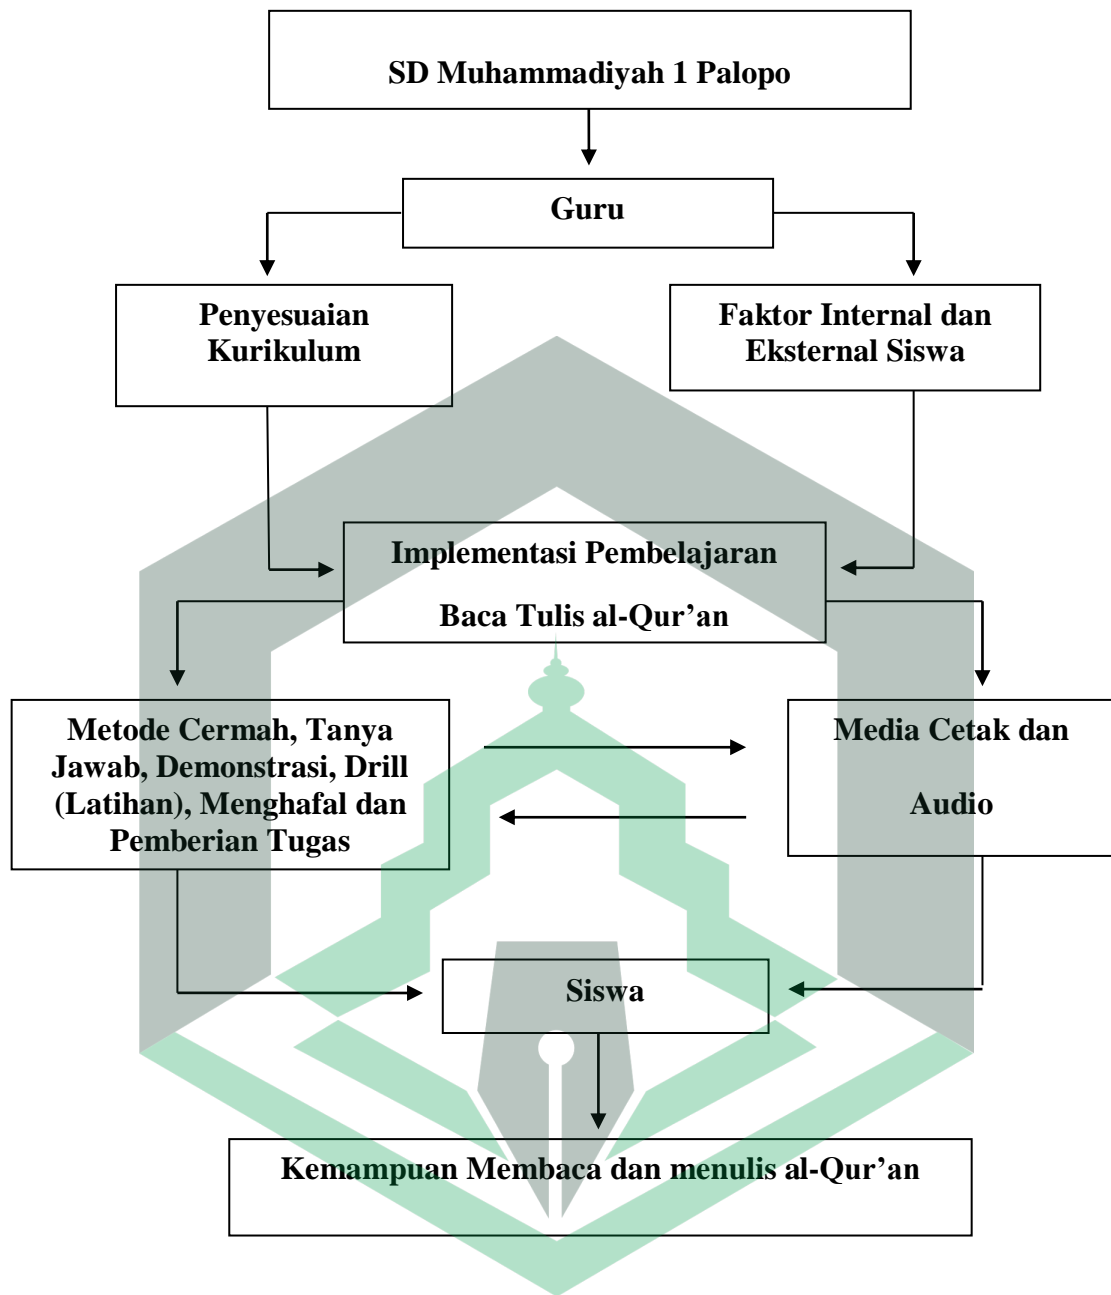 SD Muhammadiyah 1 Palopo
Guru
Penyesuaian
Kurikulum
Faktor Internal dan
Eksternal Siswa
Implementasi Pembelajaran
Baca Tulis al-Qur’an
Metode Cermah, Tanya
Jawab, Demonstrasi, Drill
(Latihan), Menghafal dan
Pemberian Tugas
Media Cetak dan
Audio
Siswa
Kemampuan Membaca dan menulis al-Qur’an